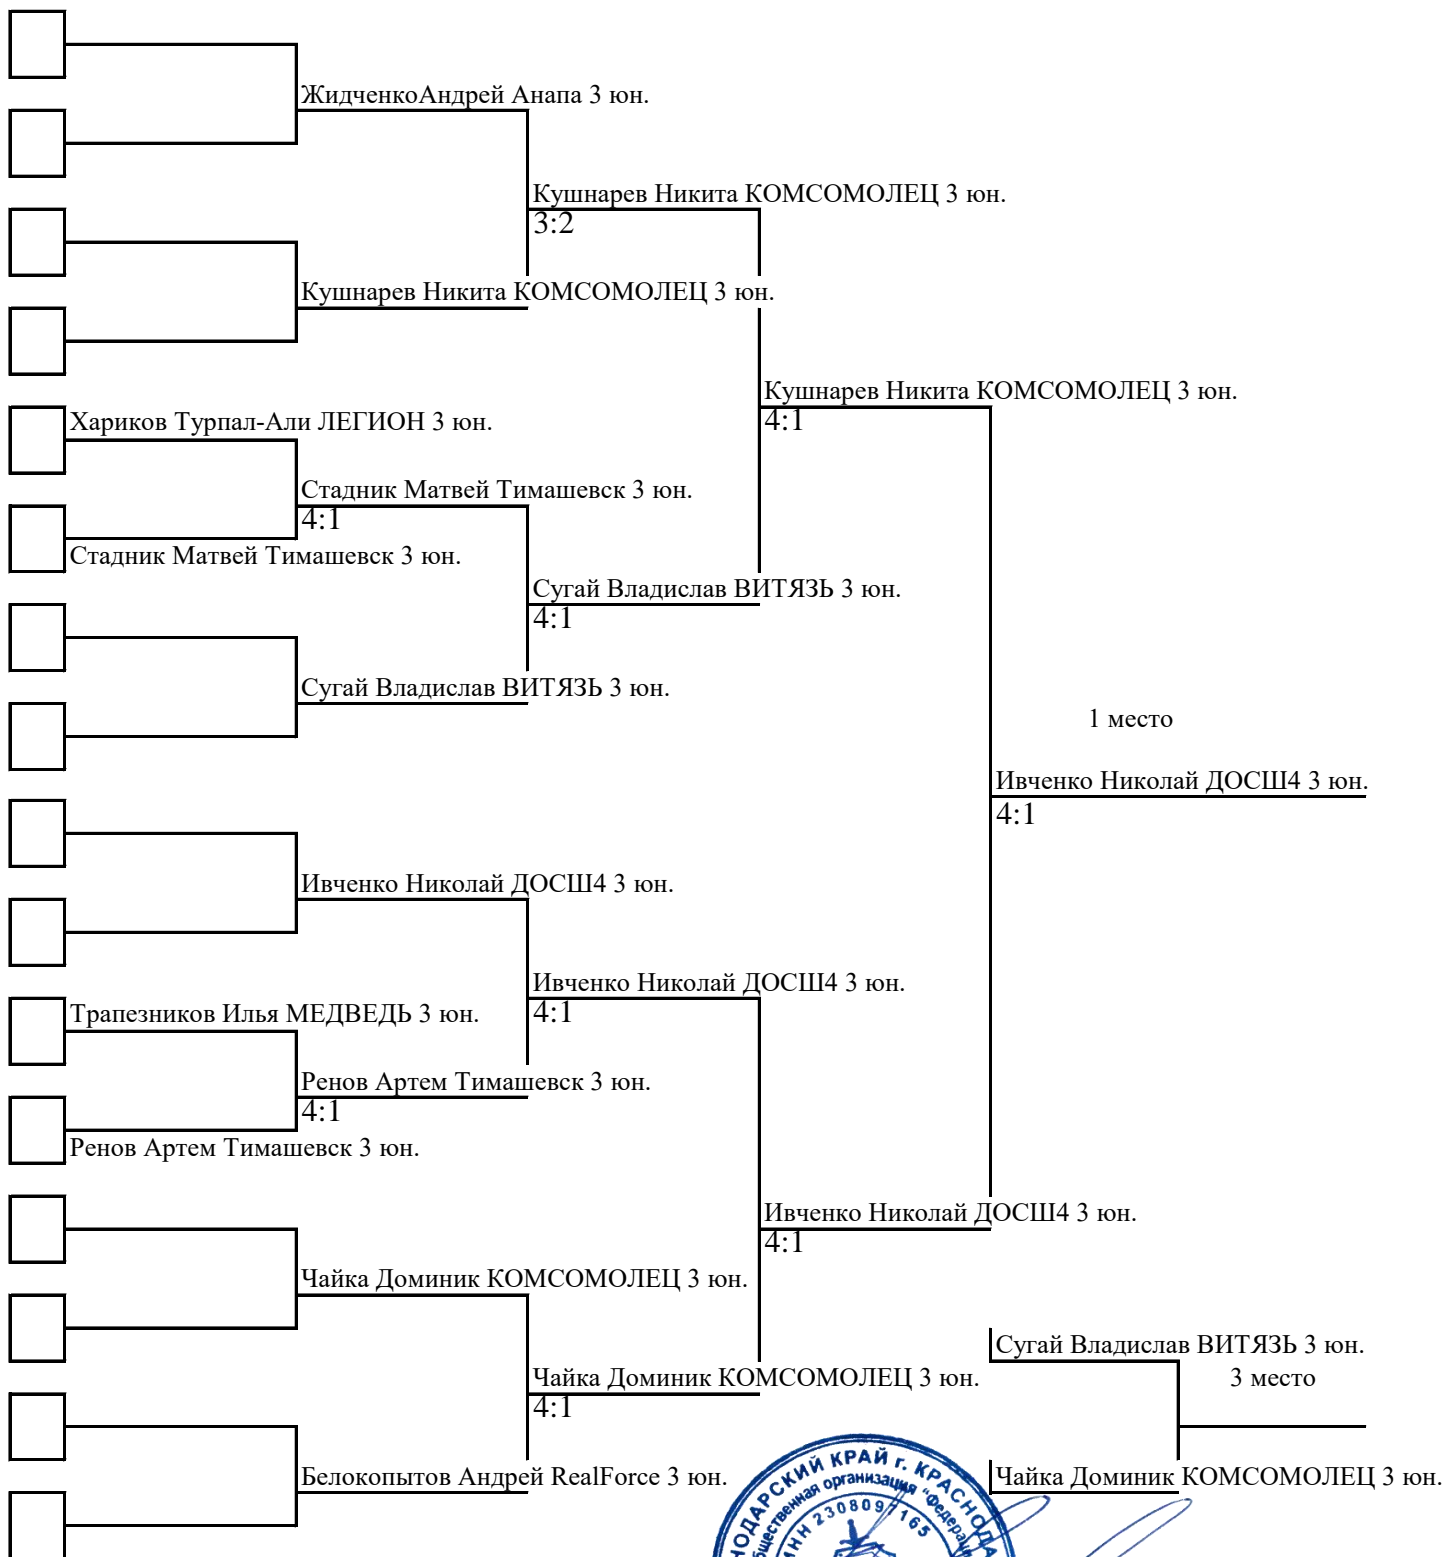 ЖидченкоАндрей Анапа 3 юн.
Кушнарев Никита КОМСОМОЛЕЦ 3 юн.
3:2
Кушнарев Никита КОМСОМОЛЕЦ 3 юн.
Кушнарев Никита КОМСОМОЛЕЦ 3 юн.
4:1
Хариков Турпал-Али ЛЕГИОН 3 юн.
Стадник Матвей Тимашевск 3 юн.
4:1
Стадник Матвей Тимашевск 3 юн.
Сугай Владислав ВИТЯЗЬ 3 юн.
4:1
Сугай Владислав ВИТЯЗЬ 3 юн.
1 место
Ивченко Николай ДОСШ4 3 юн.
4:1
Ивченко Николай ДОСШ4 3 юн.
Ивченко Николай ДОСШ4 3 юн.
4:1
Трапезников Илья МЕДВЕДЬ 3 юн.
Ренов Артем Тимашевск 3 юн.
4:1
Ренов Артем Тимашевск 3 юн.
Ивченко Николай ДОСШ4 3 юн.
4:1
Чайка Доминик КОМСОМОЛЕЦ 3 юн.
Сугай Владислав ВИТЯЗЬ 3 юн.
3 место
Чайка Доминик КОМСОМОЛЕЦ 3 юн.
4:1
Белокопытов Андрей RealForce 3 юн.
Чайка Доминик КОМСОМОЛЕЦ 3 юн.
КРАЙ г.
организация
ИНН 2308097165